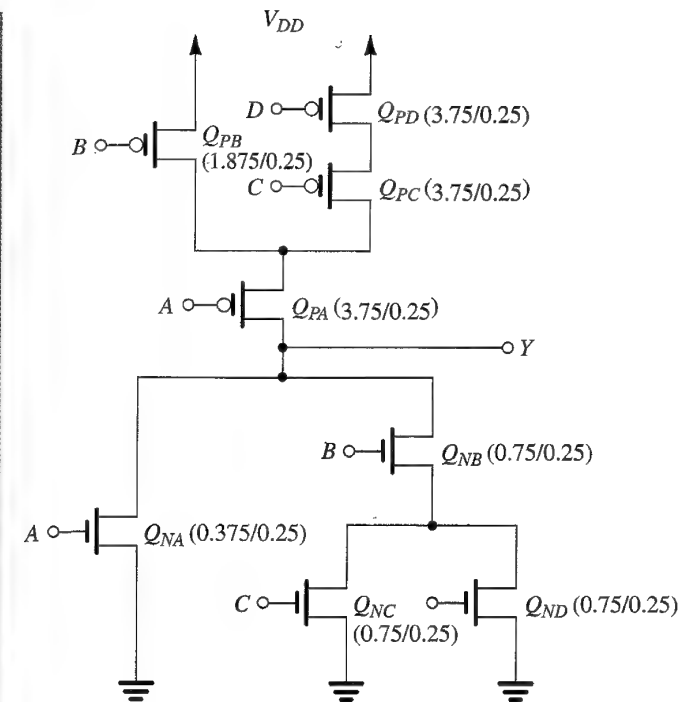 V_DD
D
Q_PD (3.75/0.25)
B
Q_PB
(1.875/0.25)
C
Q_PC (3.75/0.25)
A
Q_PA (3.75/0.25)
Y
B
Q_NB (0.75/0.25)
A
Q_NA (0.375/0.25)
C
Q_NC
(0.75/0.25)
Q_ND (0.75/0.25)